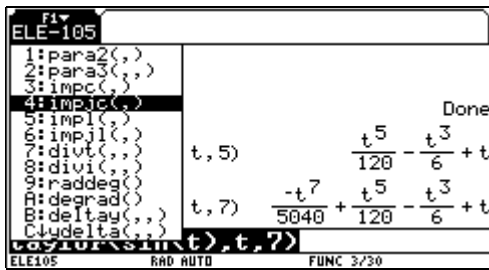 F1▼
ELE-105
1:para2(,)
2:para3(,,)
3:impc(,)
4:impjc(,)
5:impl(,)
6:impjl(,)
7:divt(,,)
8:divi(,,)
9:raddeg()
A:degrad()
B:deltay(,,)
C↓ydelta(,,)
Done
t,5) t^5/120 - t^3/6 + t
t,7) -t^7/5040 + t^5/120 - t^3/6 + t
taylor(sin(t),t,7)
ELE105 RAD AUTO FUNC 3/30